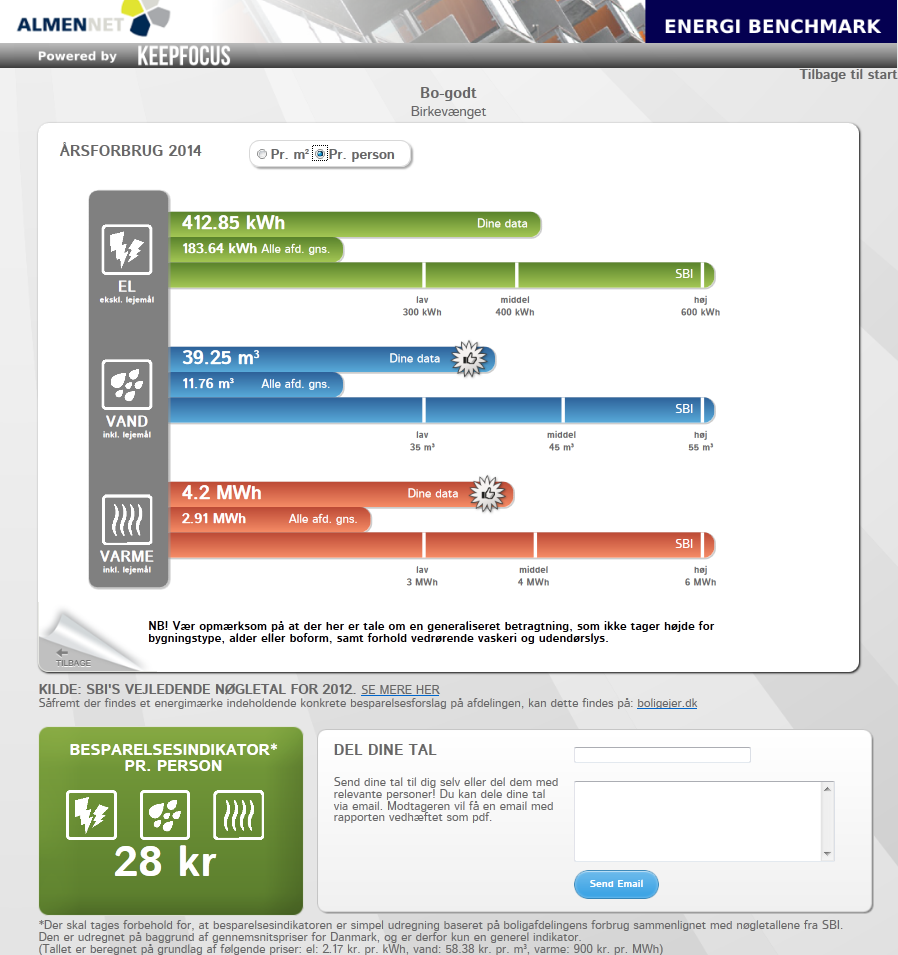 ALMENNET
ENERGI BENCHMARK
Powered by KEEPFOCUS
Tilbage til start
Bo-godt
Birkevænget
ÅRSFORBRUG 2014
Pr. m² Pr. person
412.85 kWh Dine data
183.64 kWh Alle afd. gns.
SBI
EL
ekskl. lejemål
lav middel høj
300 kWh 400 kWh 600 kWh
39.25 m³ Dine data
11.76 m³ Alle afd. gns.
SBI
VAND
inkl. lejemål
lav middel høj
35 m³ 45 m³ 55 m³
4.2 MWh Dine data
2.91 MWh Alle afd. gns.
SBI
VARME
inkl. lejemål
lav middel høj
3 MWh 4 MWh 6 MWh
NB! Vær opmærksom på at der her er tale om en generaliseret betragtning, som ikke tager højde for
bygningstype, alder eller boform, samt forhold vedrørende vaskeri og udendørslys.
TILBAGE
KILDE: SBI'S VEJLEDENDE NØGLETAL FOR 2012. SE MERE HER
Såfremt der findes et energimærke indeholdende konkrete besparelsesforslag på afdelingen, kan dette findes på: boligejer.dk
BESPARELSESINDIKATOR*
PR. PERSON
28 kr
DEL DINE TAL
Send dine tal til dig selv eller del dem med
relevante personer! Du kan dele dine tal
via email. Modtageren vil få en email med
rapporten vedhæftet som pdf.
Send Email
*Der skal tages forbehold for, at besparelsesindikatoren er simpel udregning baseret på boligafdelingens forbrug sammenlignet med nøgletallene fra SBI.
Den er udregnet på baggrund af gennemsnitspriser for Danmark, og er derfor kun en generel indikator.
(Tallet er beregnet på grundlag af følgende priser: el: 2.17 kr. pr. kWh, vand: 58.38 kr. pr. m³, varme: 900 kr. pr. MWh)